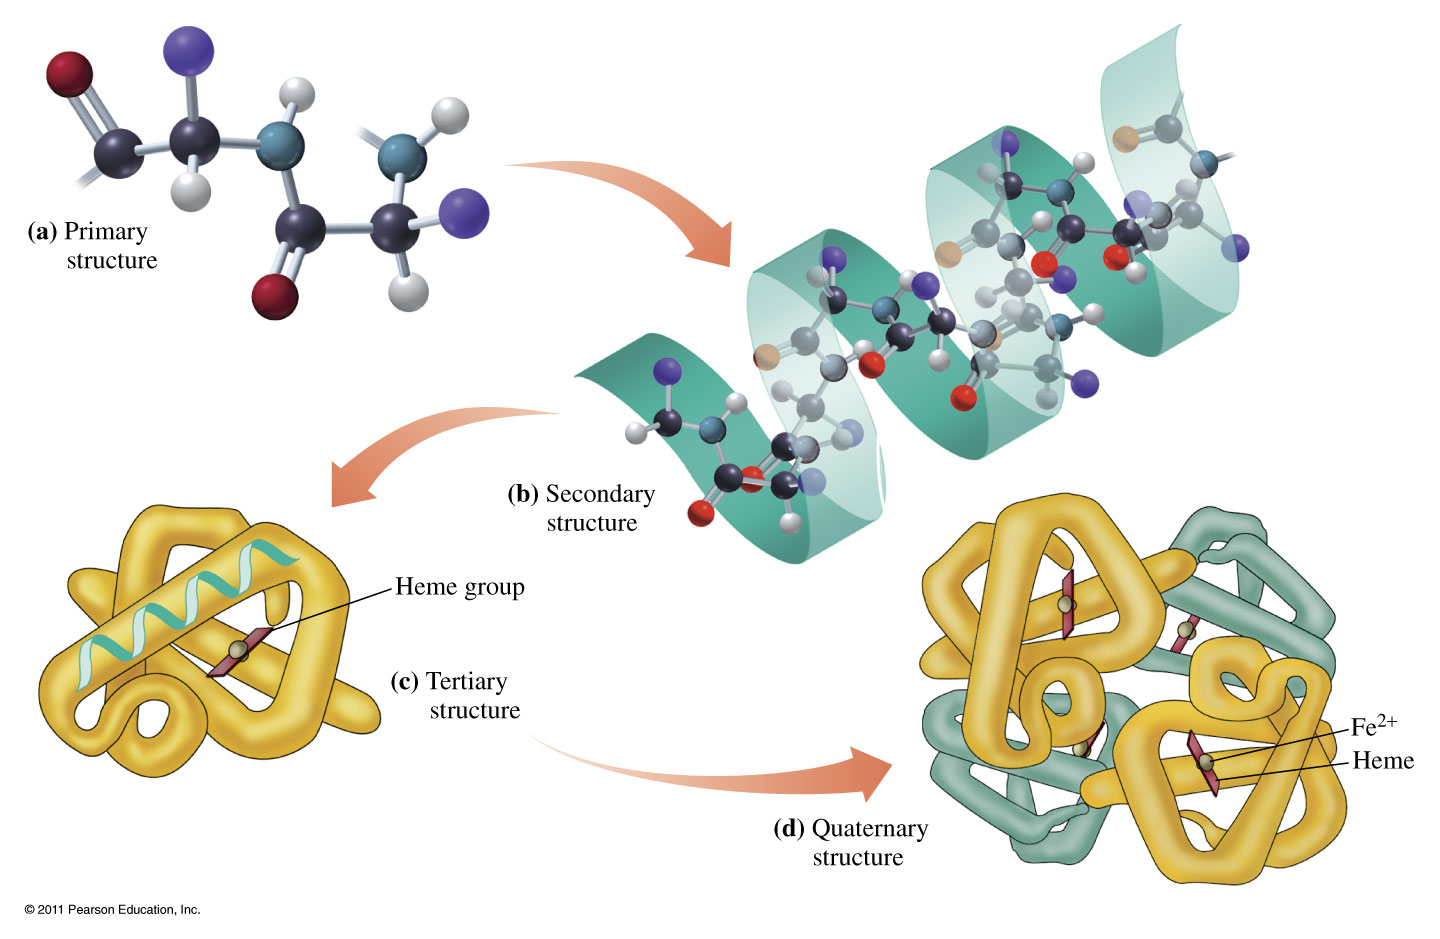 (a) Primary
structure
(b) Secondary
structure
Heme group
(c) Tertiary
structure
Fe2+
Heme
(d) Quaternary
structure
© 2011 Pearson Education, Inc.